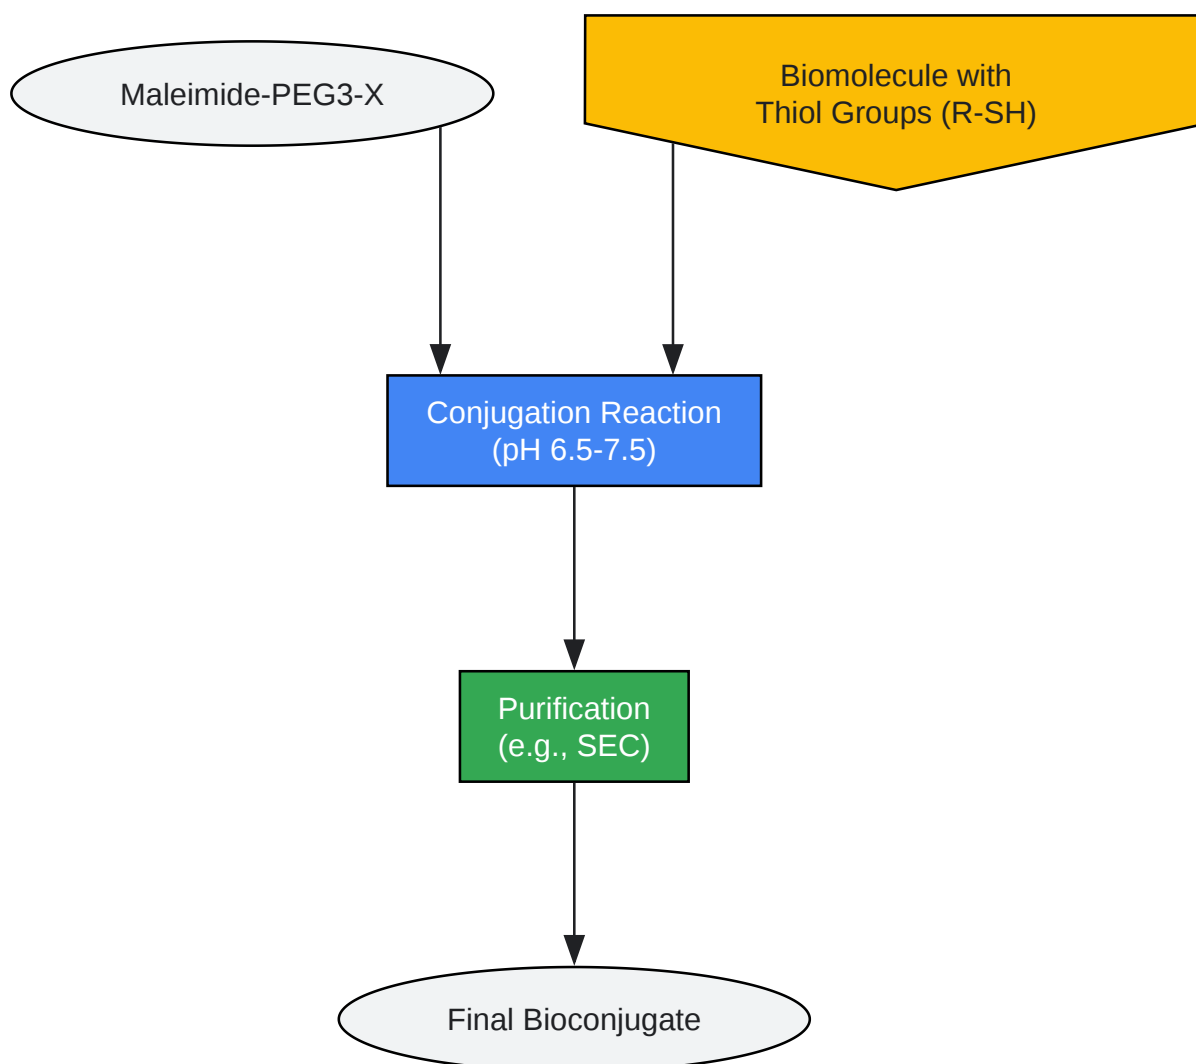 Maleimide-PEG3-X
Biomolecule with
Thiol Groups (R-SH)
Conjugation Reaction
(pH 6.5-7.5)
Purification
(e.g., SEC)
Final Bioconjugate